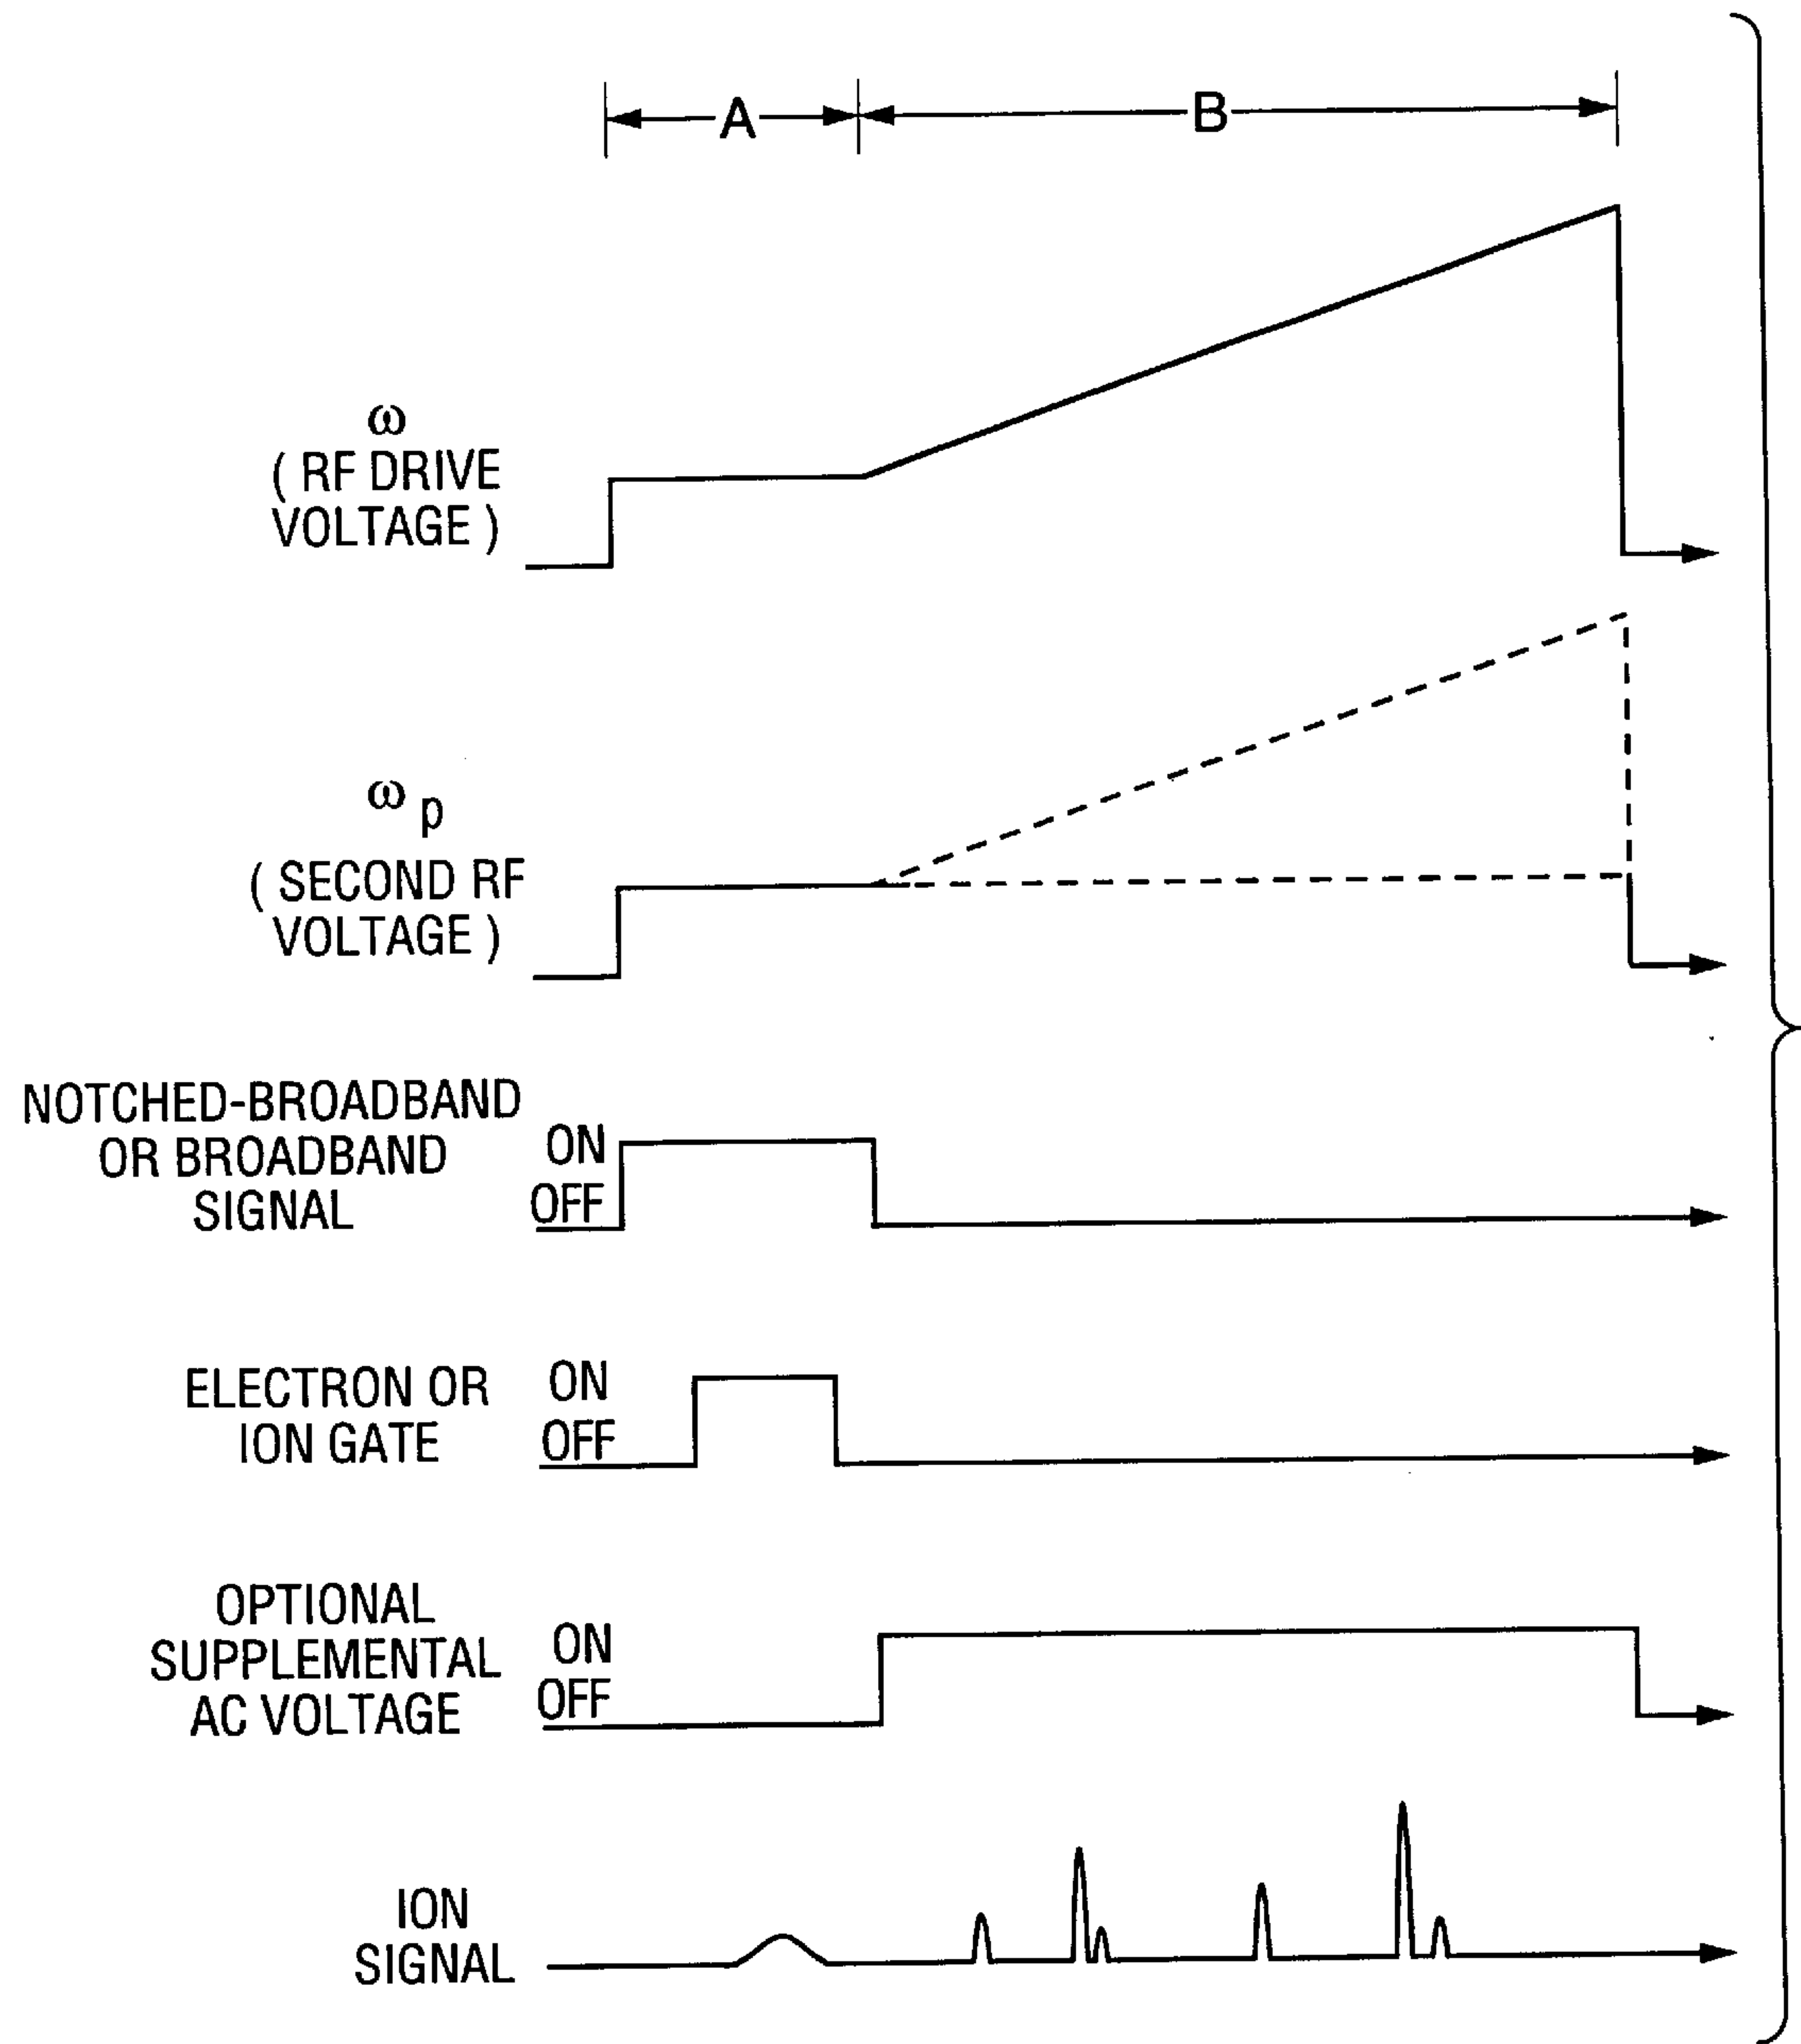 A B
ω
( RF DRIVE
VOLTAGE )
ω p
( SECOND RF
VOLTAGE )
NOTCHED-BROADBAND
OR BROADBAND
SIGNAL
ON
OFF
ELECTRON OR
ION GATE
ON
OFF
OPTIONAL
SUPPLEMENTAL
AC VOLTAGE
ON
OFF
ION
SIGNAL